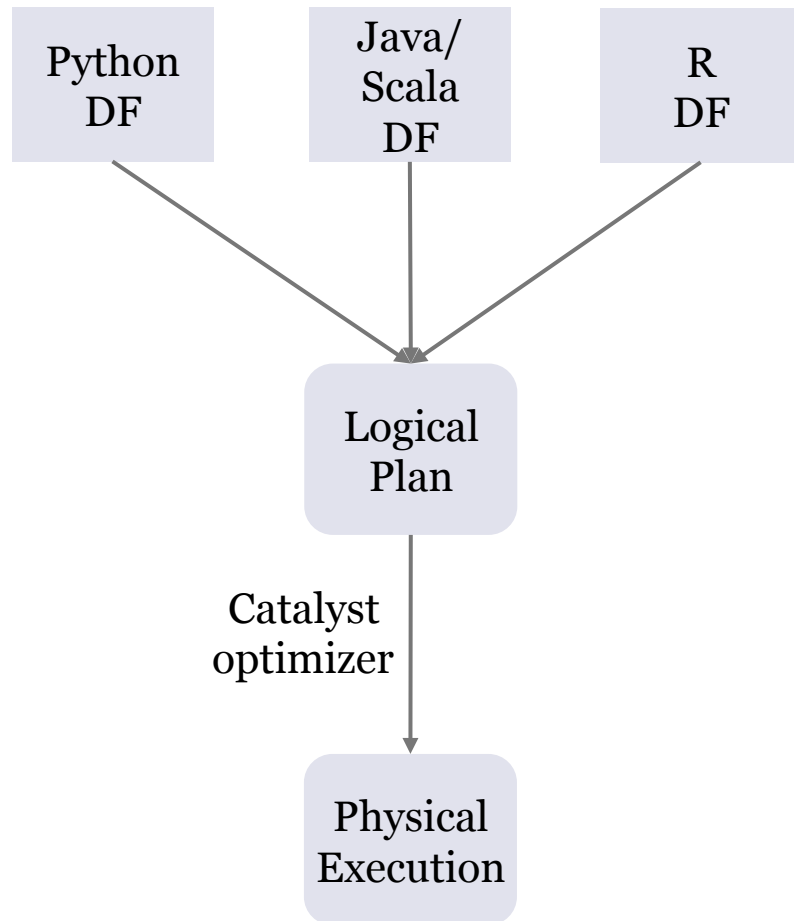 Python
DF
Java/
Scala
DF
R
DF
Logical
Plan
Catalyst
optimizer
Physical
Execution